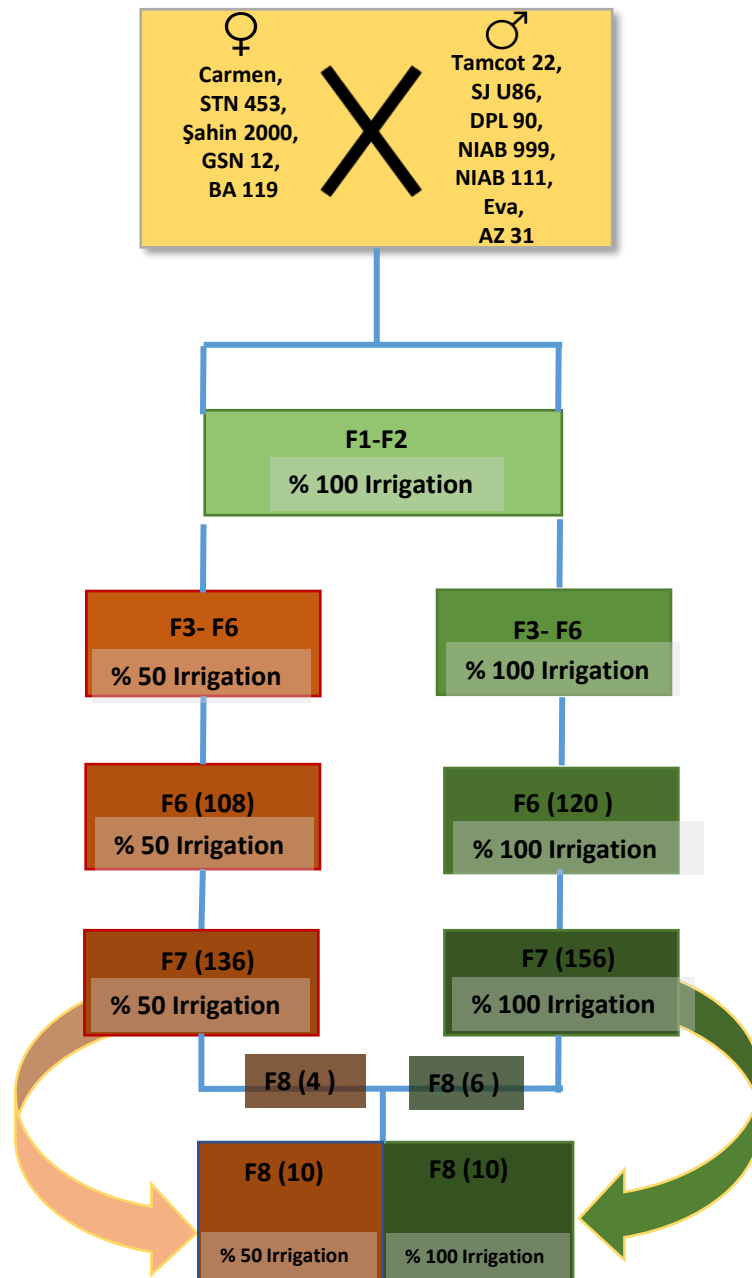 ♀
Carmen,
STN 453,
Şahin 2000,
GSN 12,
BA 119
♂
Tamcot 22,
SJ U86,
DPL 90,
NIAB 999,
NIAB 111,
Eva,
AZ 31
F1-F2
% 100 Irrigation
F3- F6
% 50 Irrigation
F3- F6
% 100 Irrigation
F6 (108)
% 50 Irrigation
F6 (120 )
% 100 Irrigation
F7 (136)
% 50 Irrigation
F7 (156)
% 100 Irrigation
F8 (4 )
F8 (6 )
F8 (10)
% 50 Irrigation
F8 (10)
% 100 Irrigation